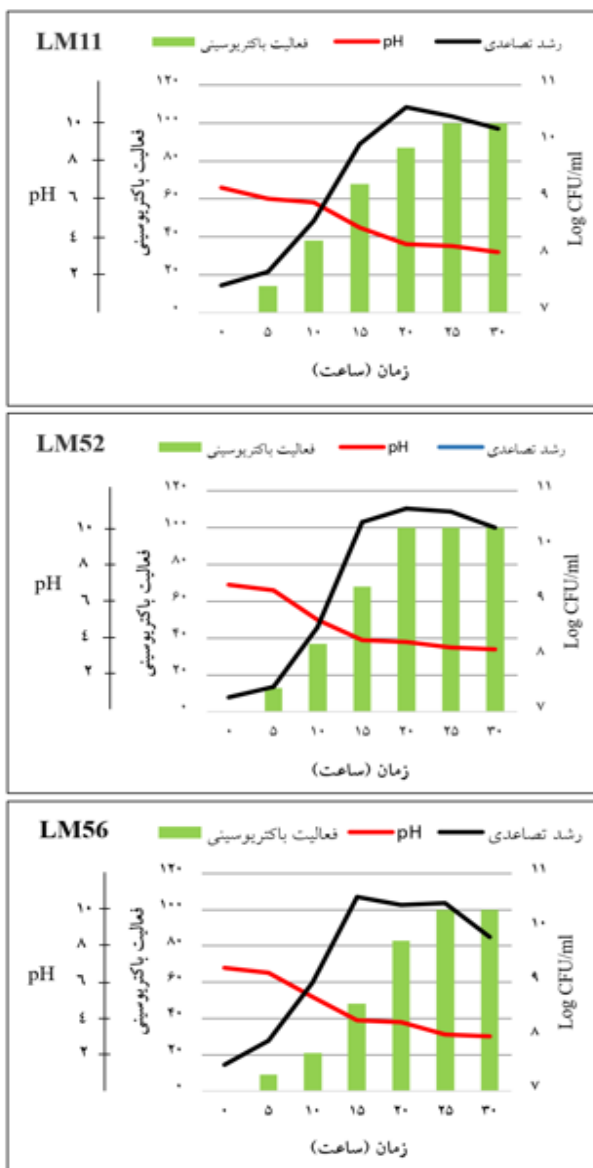 LM11
فعالیت باکتریوسینی pH رشد تصاعدی
pH
۱۰
۸
۶
۴
۲
فعالیت باکتریوسینی
۱۲۰
۱۰۰
۸۰
۶۰
۴۰
۲۰
۰
۱۱
۱۰
۹
۸
۷
Log CFU/ml
۰ ۵ ۱۰ ۱۵ ۲۰ ۲۵ ۳۰
زمان (ساعت)
LM52
فعالیت باکتریوسینی pH رشد تصاعدی
pH
۱۰
۸
۶
۴
۲
فعالیت باکتریوسینی
۱۲۰
۱۰۰
۸۰
۶۰
۴۰
۲۰
۰
۱۱
۱۰
۹
۸
۷
Log CFU/ml
۰ ۵ ۱۰ ۱۵ ۲۰ ۲۵ ۳۰
زمان (ساعت)
LM56
فعالیت باکتریوسینی pH رشد تصاعدی
pH
۱۰
۸
۶
۴
۲
فعالیت باکتریوسینی
۱۲۰
۱۰۰
۸۰
۶۰
۴۰
۲۰
۰
۱۱
۱۰
۹
۸
۷
Log CFU/ml
۰ ۵ ۱۰ ۱۵ ۲۰ ۲۵ ۳۰
زمان (ساعت)